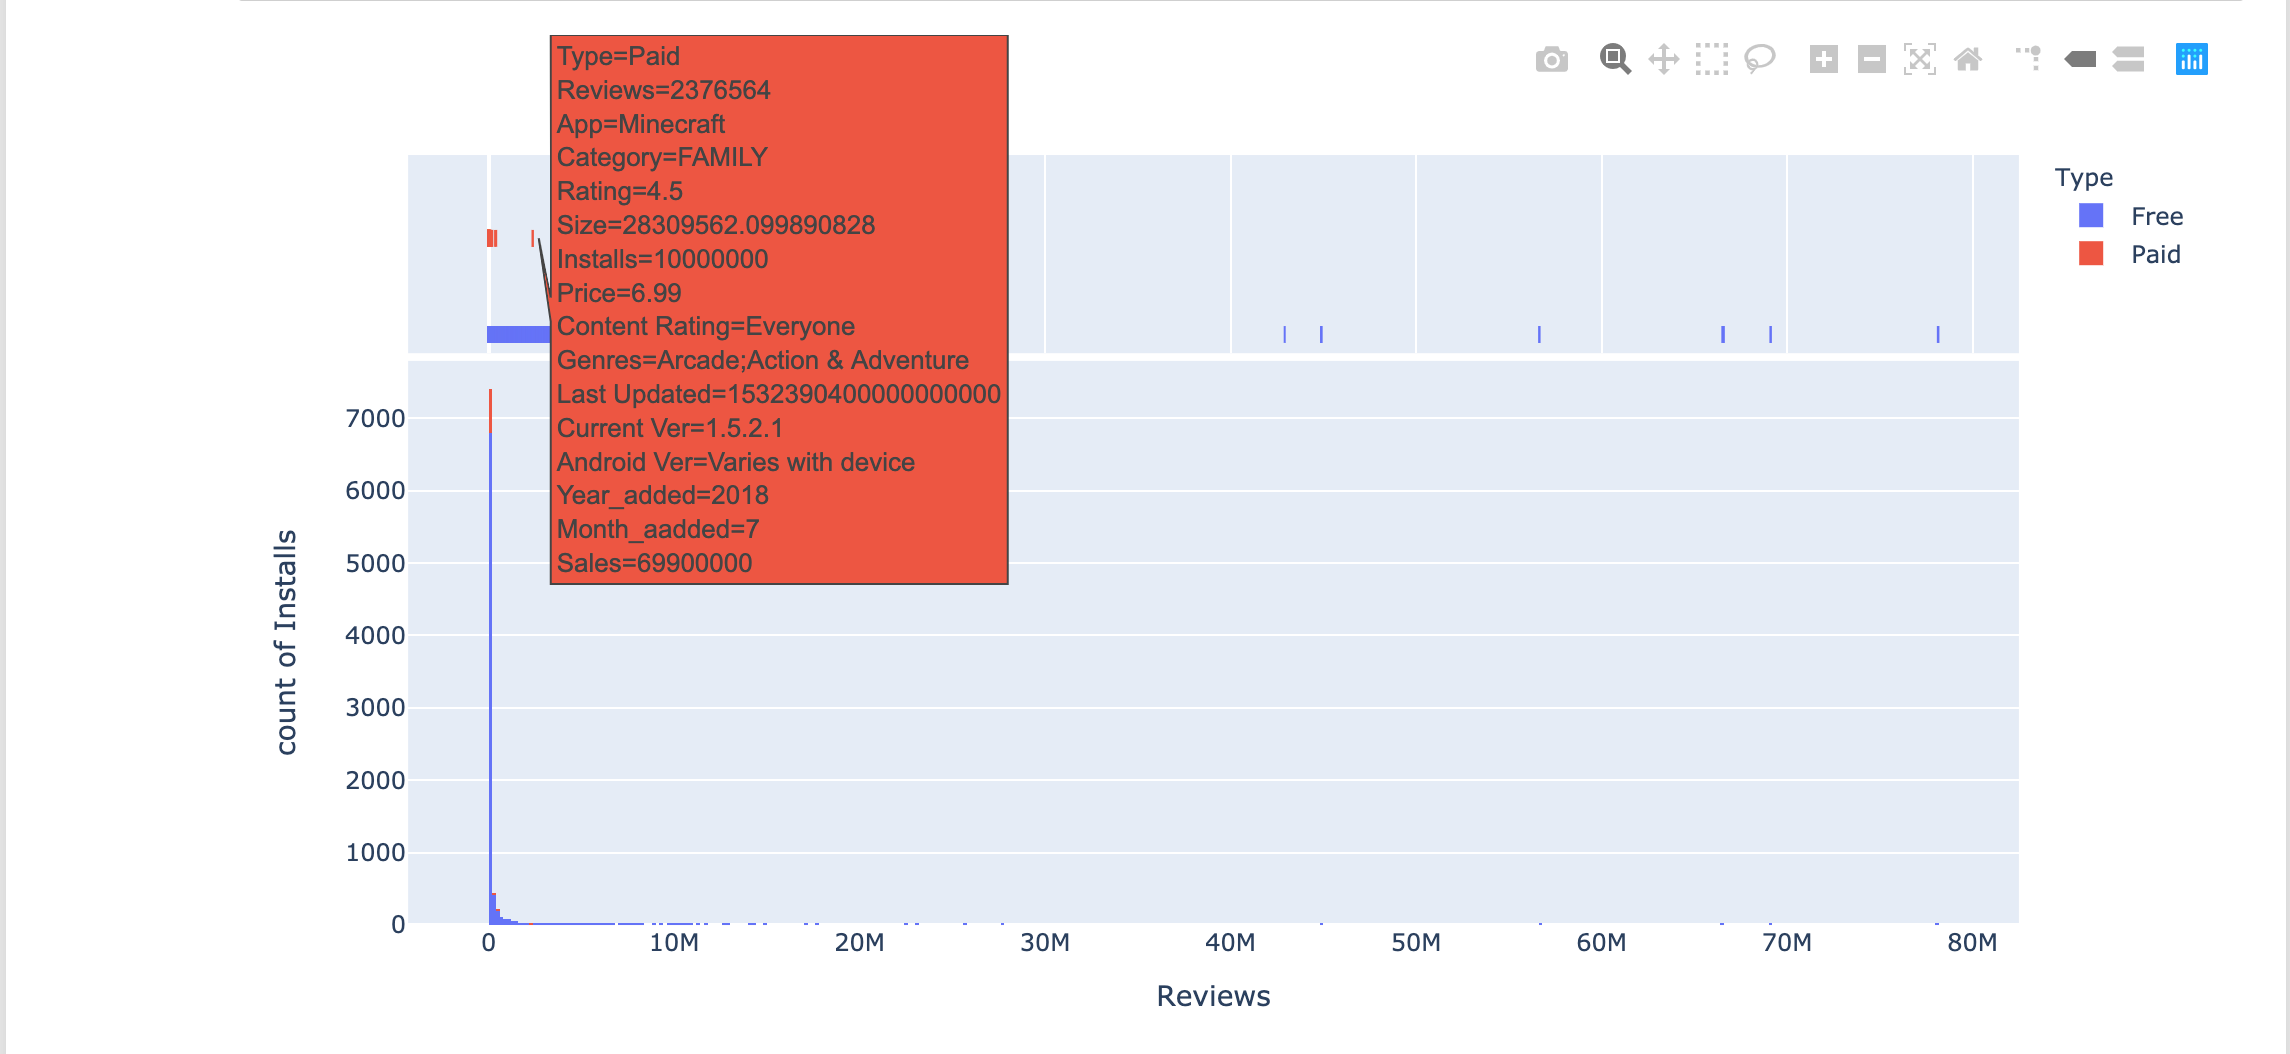 Type=Paid
Reviews=2376564
App=Minecraft
Category=FAMILY
Rating=4.5
Size=28309562.099890828
Installs=10000000
Price=6.99
Content Rating=Everyone
Genres=Arcade;Action & Adventure
Last Updated=1532390400000000000
Current Ver=1.5.2.1
Android Ver=Varies with device
Year_added=2018
Month_aadded=7
Sales=69900000
Type
Free
Paid
count of Installs
7000
6000
5000
4000
3000
2000
1000
0
0 10M 20M 30M 40M 50M 60M 70M 80M
Reviews